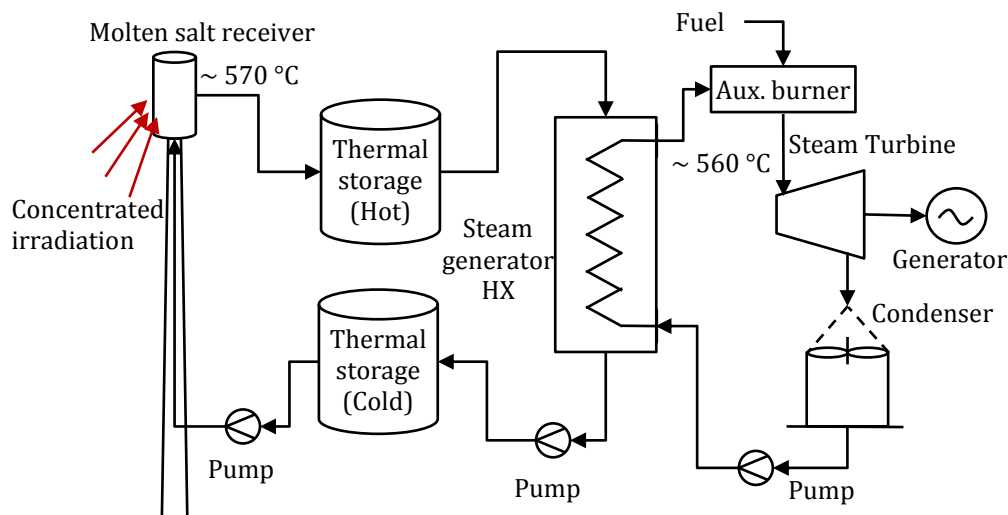 Fuel
Molten salt receiver
~ 570 °C
Aux. burner
Thermal
storage
(Hot)
~ 560 °C
Steam Turbine
Concentrated
irradiation
Steam
generator
HX
Generator
Thermal
storage
(Cold)
Condenser
Pump
Pump
Pump